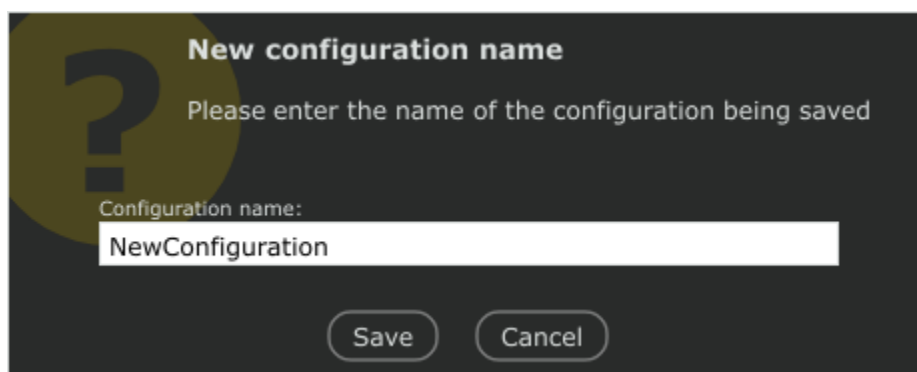 New configuration name
Please enter the name of the configuration being saved
Configuration name:
NewConfiguration
Save Cancel